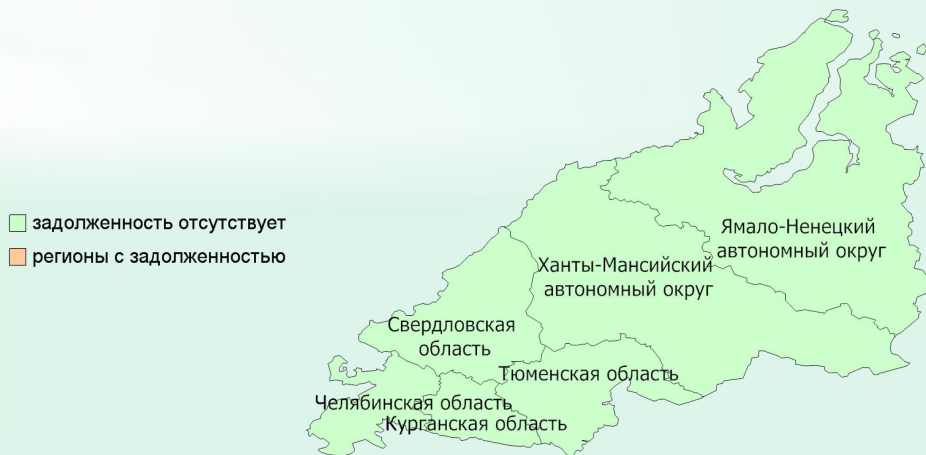 задолженность отсутствует
регионы с задолженностью
Ямало-Ненецкий
автономный округ
Ханты-Мансийский
автономный округ
Свердловская
область
Тюменская область
Челябинская область
Курганская область